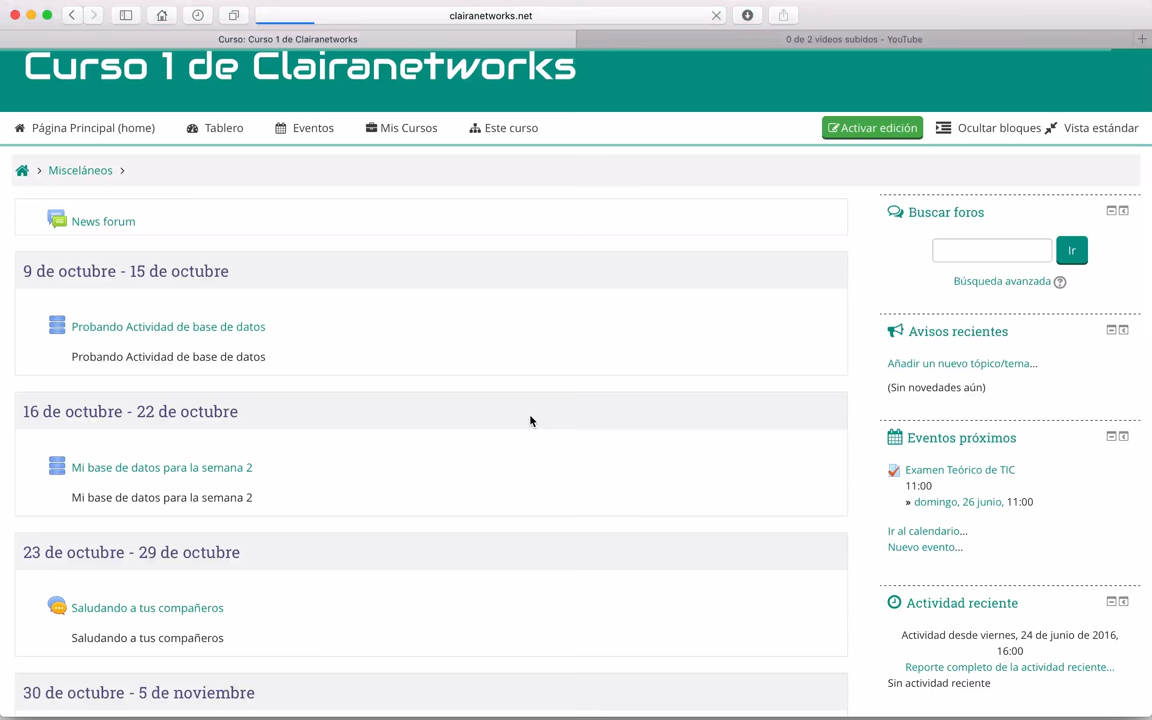 clairanetworks.net
Curso: Curso 1 de Clairanetworks
0 de 2 videos subidos - YouTube
Curso 1 de Clairanetworks
Página Principal (home)
Tablero
Eventos
Mis Cursos
Este curso
Activar edición
Ocultar bloques
Vista estándar
Misceláneos
News forum
9 de octubre - 15 de octubre
Probando Actividad de base de datos
Probando Actividad de base de datos
16 de octubre - 22 de octubre
Mi base de datos para la semana 2
Mi base de datos para la semana 2
23 de octubre - 29 de octubre
Saludando a tus compañeros
Saludando a tus compañeros
30 de octubre - 5 de noviembre
Buscar foros
Ir
Búsqueda avanzada
Avisos recientes
Añadir un nuevo tópico/tema...
(Sin novedades aún)
Eventos próximos
Examen Teórico de TIC
11:00
» domingo, 26 junio, 11:00
Ir al calendario...
Nuevo evento...
Actividad reciente
Actividad desde viernes, 24 de junio de 2016,
16:00
Reporte completo de la actividad reciente...
Sin actividad reciente